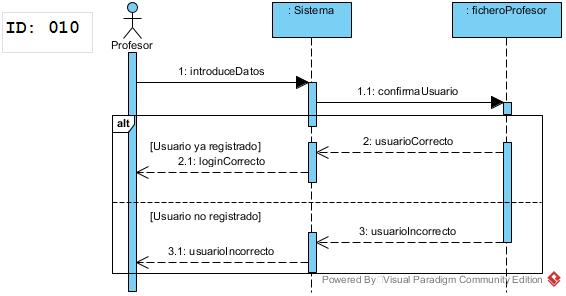 ID: 010
Profesor
: Sistema
: ficheroProfesor
1: introduceDatos
1.1: confirmaUsuario
alt
[Usuario ya registrado]
2: usuarioCorrecto
2.1: loginCorrecto
[Usuario no registrado]
3: usuarioIncorrecto
3.1: usuarioIncorrecto
Powered By Visual Paradigm Community Edition